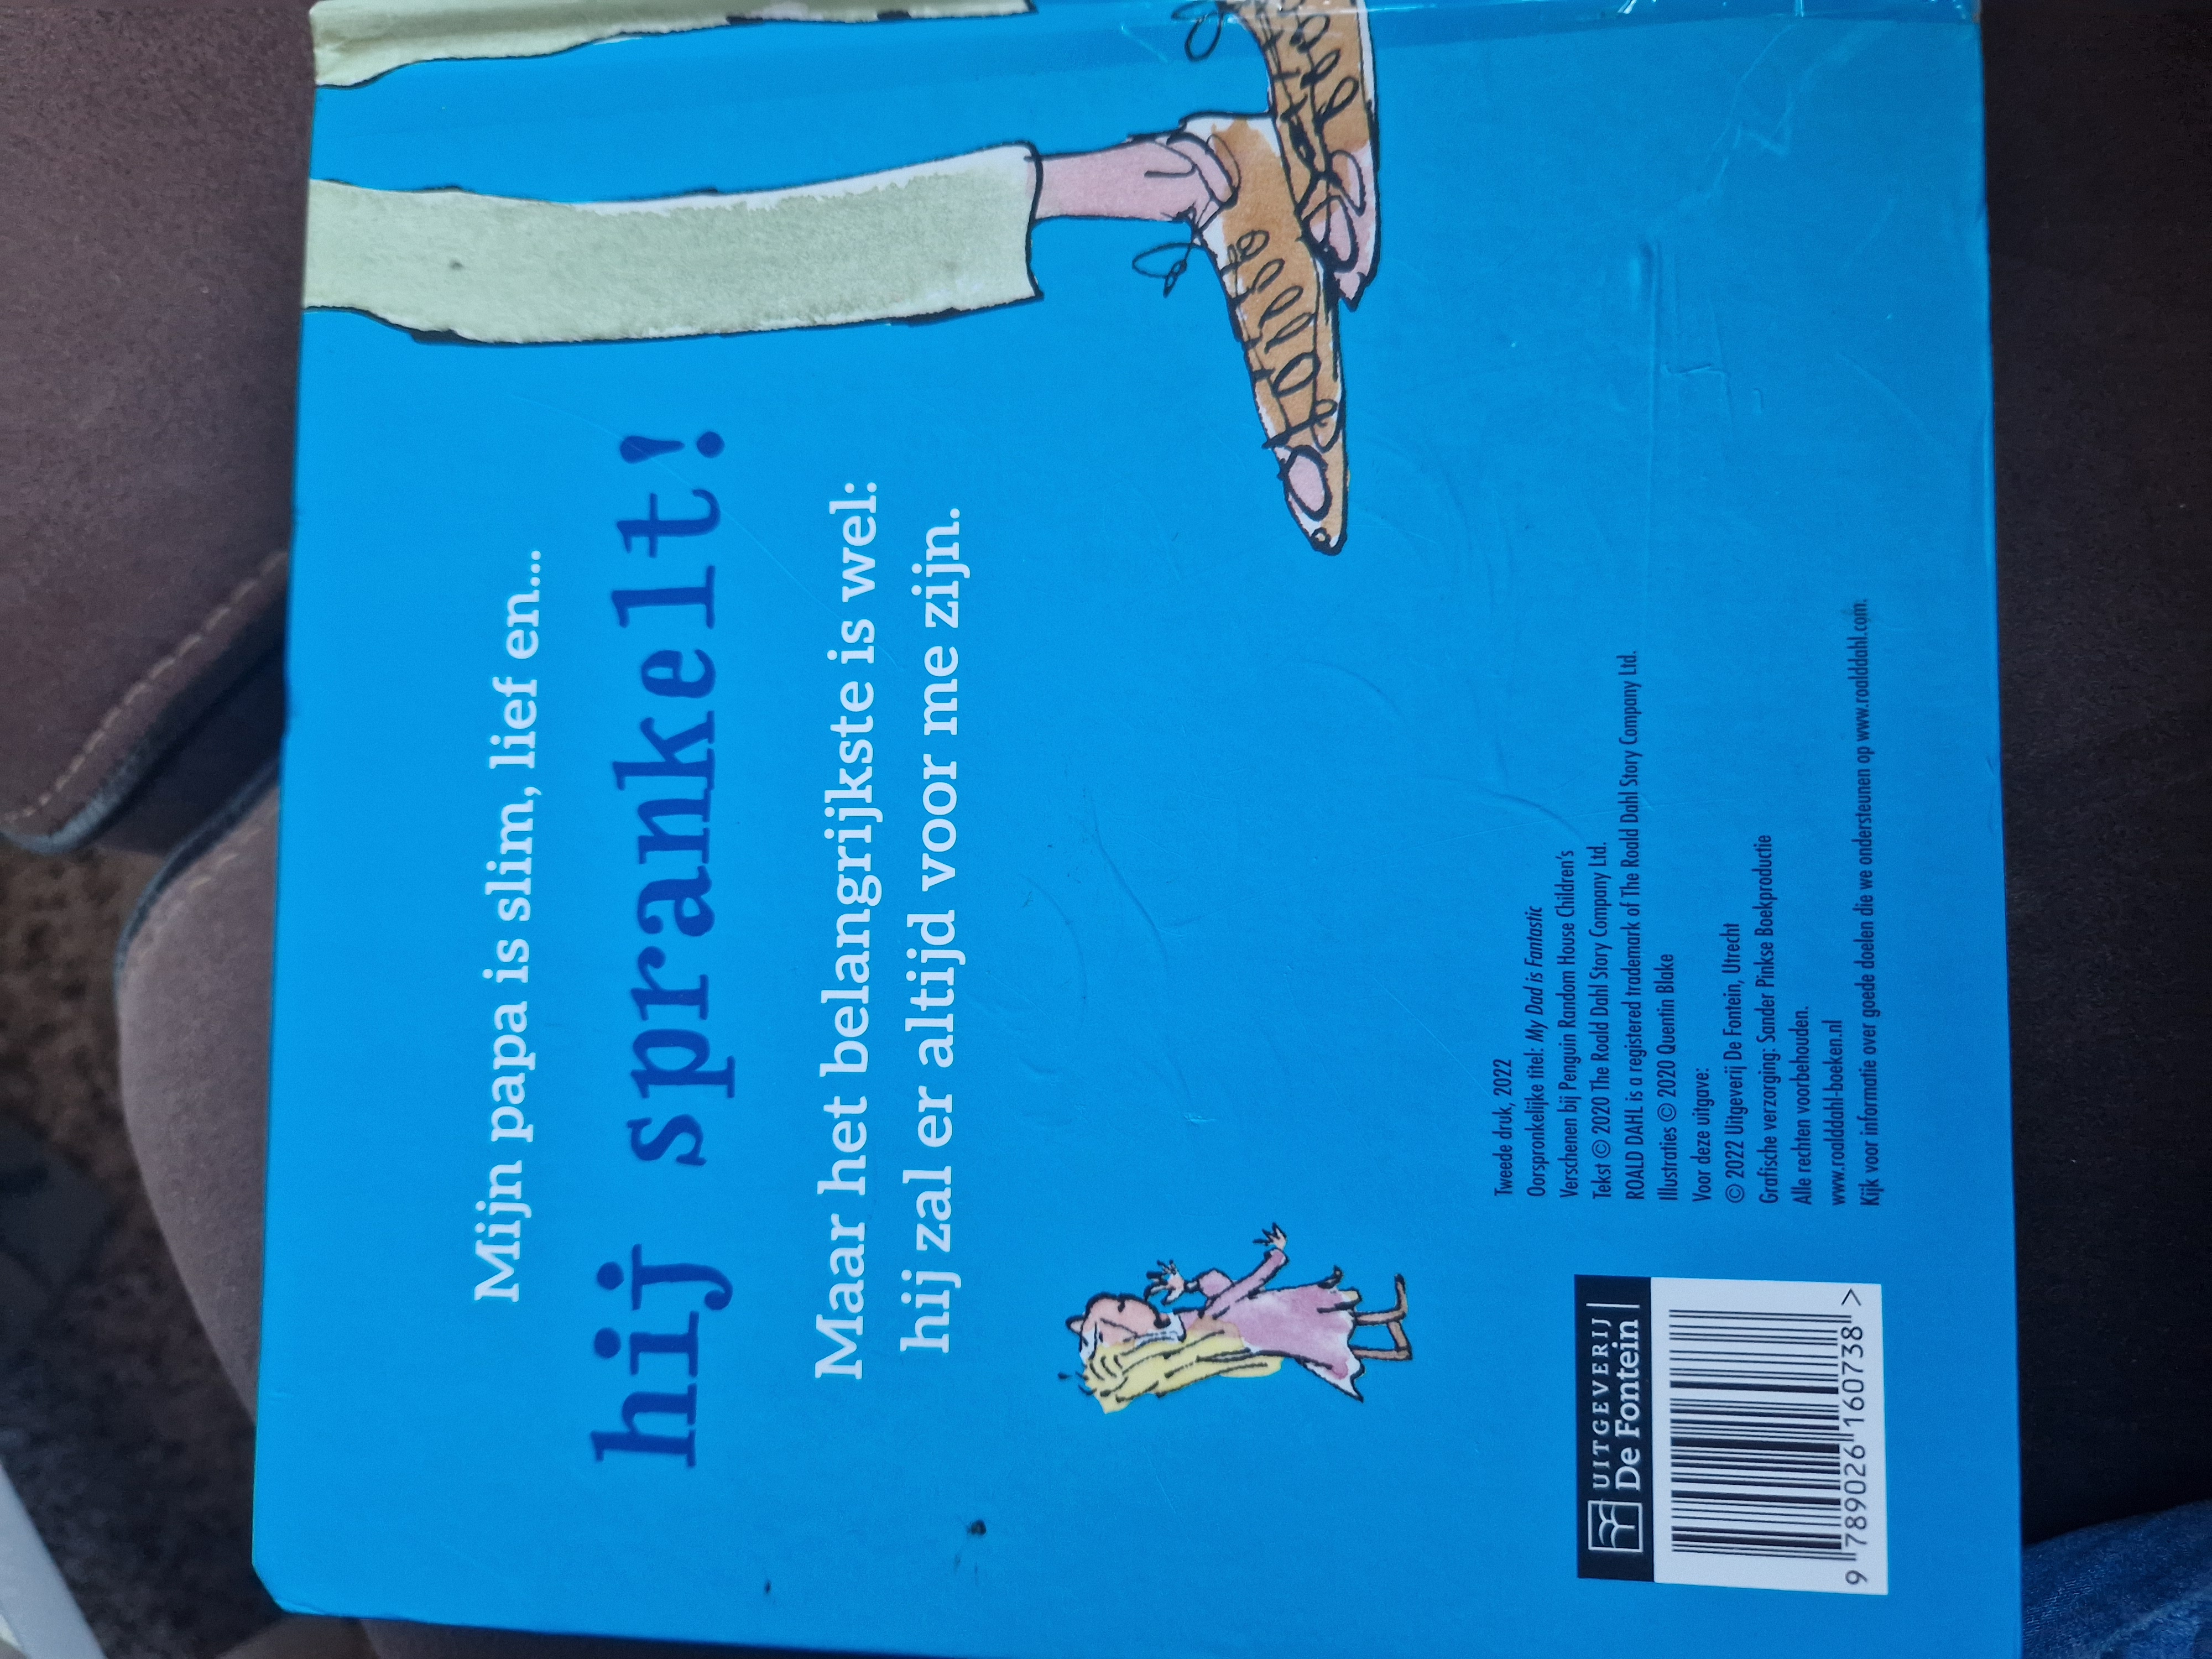 Mijn papa is slim, lief en...
hij sprankelt!
Maar het belangrijkste is wel:
hij zal er altijd voor me zijn.
Tweede druk, 2022
Oorspronkelijke titel: My Dad is Fantastic
Verschenen bij Penguin Random House Children's
Tekst © 2020 The Roald Dahl Story Company Ltd.
ROALD DAHL is a registered trademark of The Roald Dahl Story Company Ltd.
Illustraties © 2020 Quentin Blake
Voor deze uitgave:
© 2022 Uitgeverij De Fontein, Utrecht
Grafische verzorging: Sander Pinkse Boekproductie
Alle rechten voorbehouden.
www.roalddahl-boeken.nl
Kijk voor informatie over goede doelen die we ondersteunen op www.roalddahl.com.
UITGEVERIJ
De Fontein
9 789026 160738 >